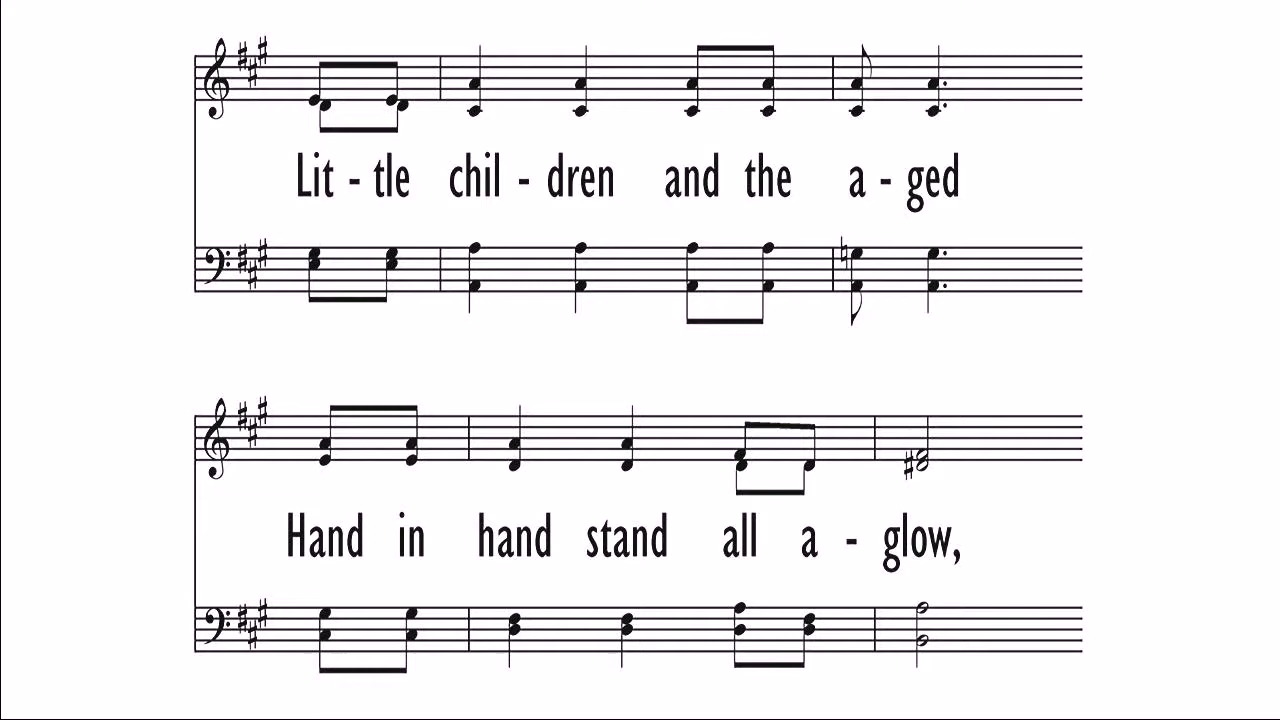 Lit - tle chil - dren and the a - ged
Hand in hand stand all a - glow,